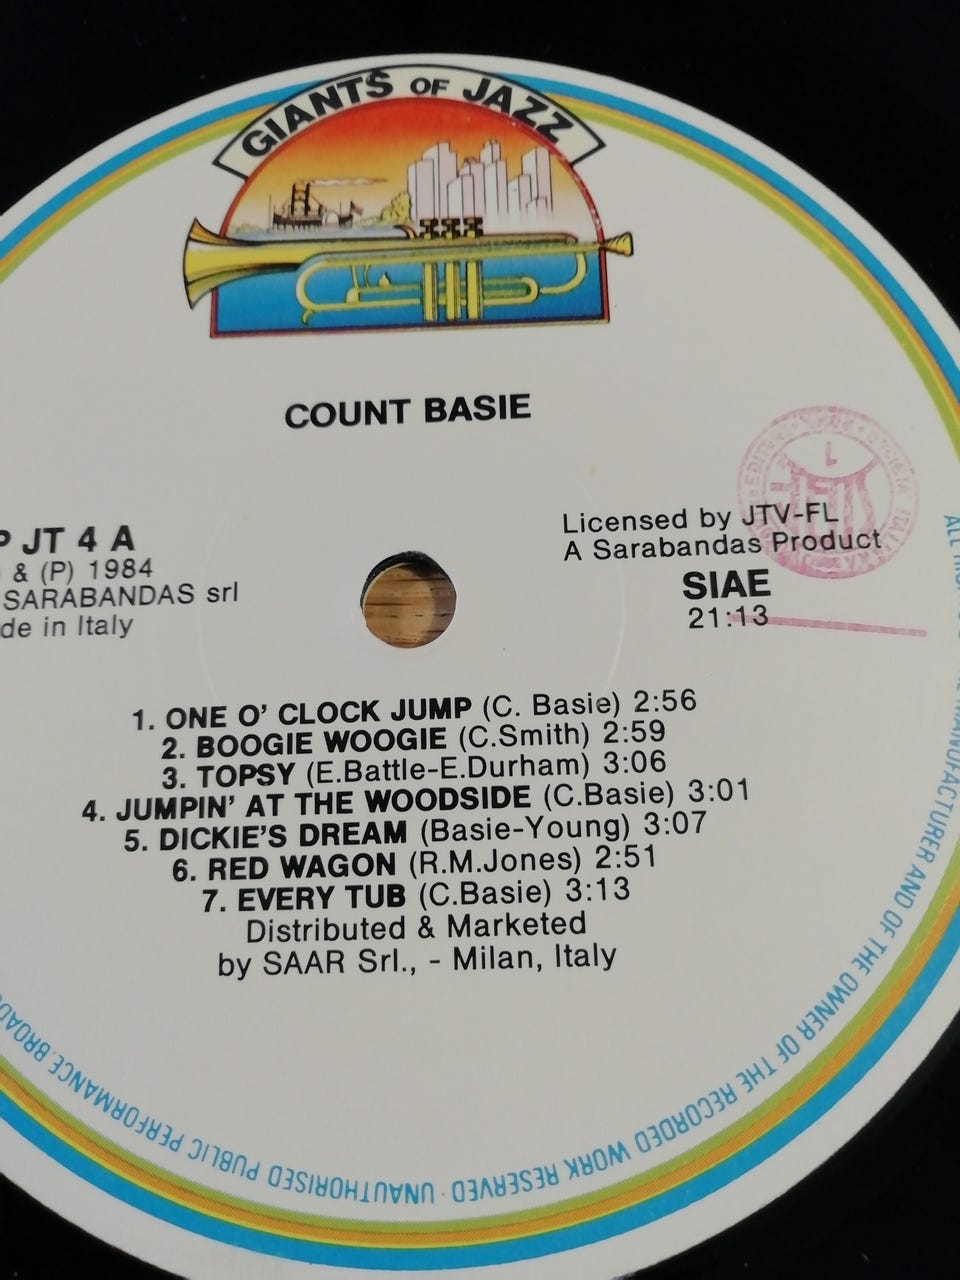 GIANTS OF JAZZ
COUNT BASIE
P JT 4 A
& (P) 1984
SARABANDAS srl
de in Italy
Licensed by JTV-FL
A Sarabandas Product
SIAE
21:13
1. ONE O' CLOCK JUMP (C. Basie) 2:56
2. BOOGIE WOOGIE (C.Smith) 2:59
3. TOPSY (E.Battle-E.Durham) 3:06
4. JUMPIN' AT THE WOODSIDE (C.Basie) 3:01
5. DICKIE'S DREAM (Basie-Young) 3:07
6. RED WAGON (R.M.Jones) 2:51
7. EVERY TUB (C.Basie) 3:13
Distributed & Marketed
by SAAR Srl., - Milan, Italy
ALL MANUFACTURER AND OF THE OWNER OF THE RECORDED WORK RESERVED · UNAUTHORISED PUBLIC PERFORMANCE.BROAD